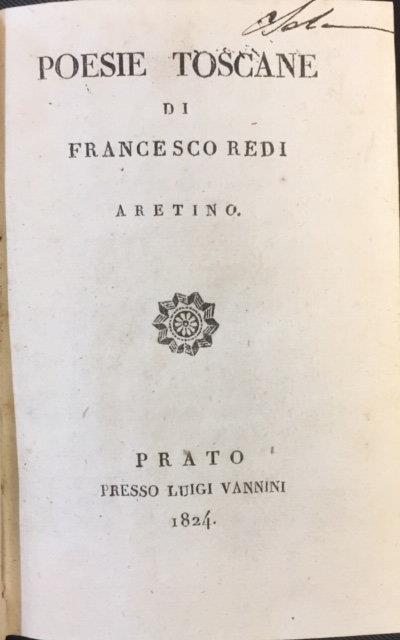 POESIE TOSCANE
DI
FRANCESCO REDI
ARETINO.
PRATO
PRESSO LUIGI VANNINI
1824.